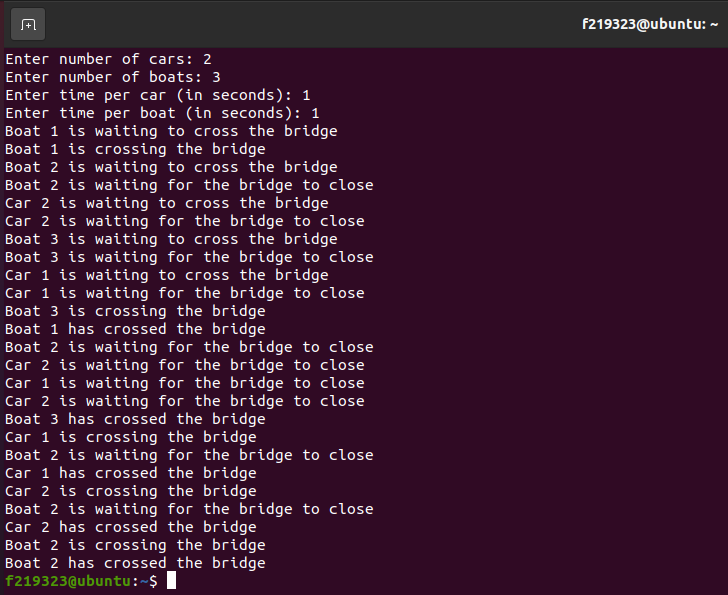 f219323@ubuntu: ~
Enter number of cars: 2
Enter number of boats: 3
Enter time per car (in seconds): 1
Enter time per boat (in seconds): 1
Boat 1 is waiting to cross the bridge
Boat 1 is crossing the bridge
Boat 2 is waiting to cross the bridge
Boat 2 is waiting for the bridge to close
Car 2 is waiting to cross the bridge
Car 2 is waiting for the bridge to close
Boat 3 is waiting to cross the bridge
Boat 3 is waiting for the bridge to close
Car 1 is waiting to cross the bridge
Car 1 is waiting for the bridge to close
Boat 3 is crossing the bridge
Boat 1 has crossed the bridge
Boat 2 is waiting for the bridge to close
Car 2 is waiting for the bridge to close
Car 1 is waiting for the bridge to close
Car 2 is waiting for the bridge to close
Boat 3 has crossed the bridge
Car 1 is crossing the bridge
Boat 2 is waiting for the bridge to close
Car 1 has crossed the bridge
Car 2 is crossing the bridge
Boat 2 is waiting for the bridge to close
Car 2 has crossed the bridge
Boat 2 is crossing the bridge
Boat 2 has crossed the bridge
f219323@ubuntu:~$